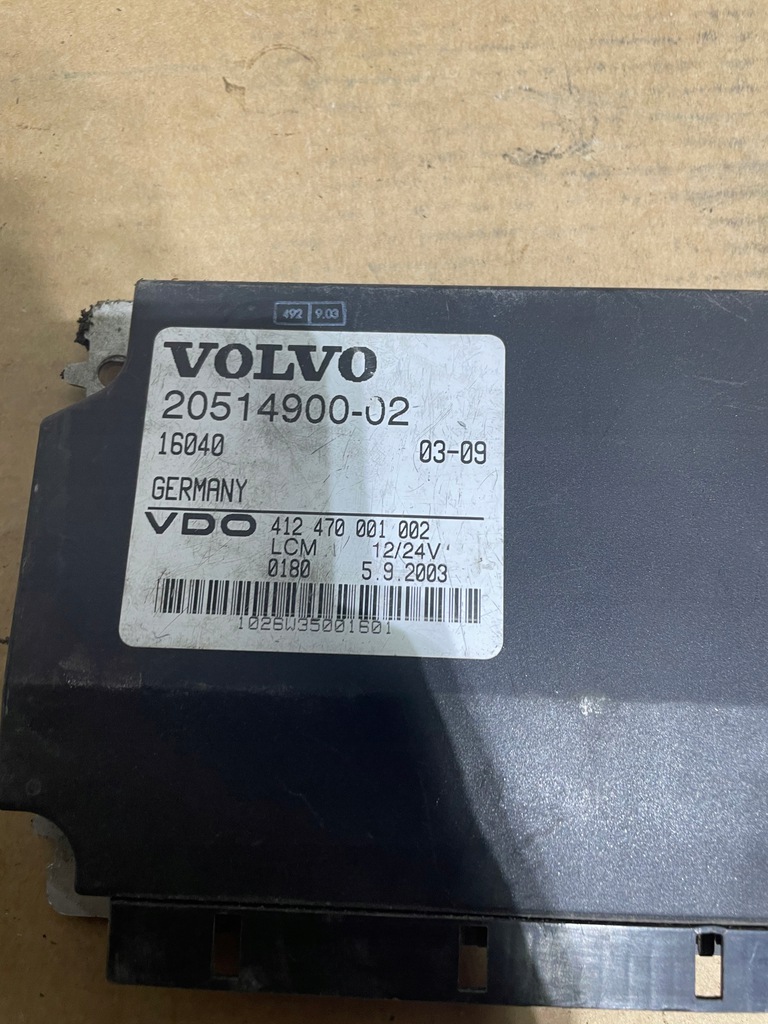 492 9.03
VOLVO
20514900-02
16040 03-09
GERMANY
VDO 412 470 001 002
LCM 12/24V
0180 5.9.2003
1026W35001601